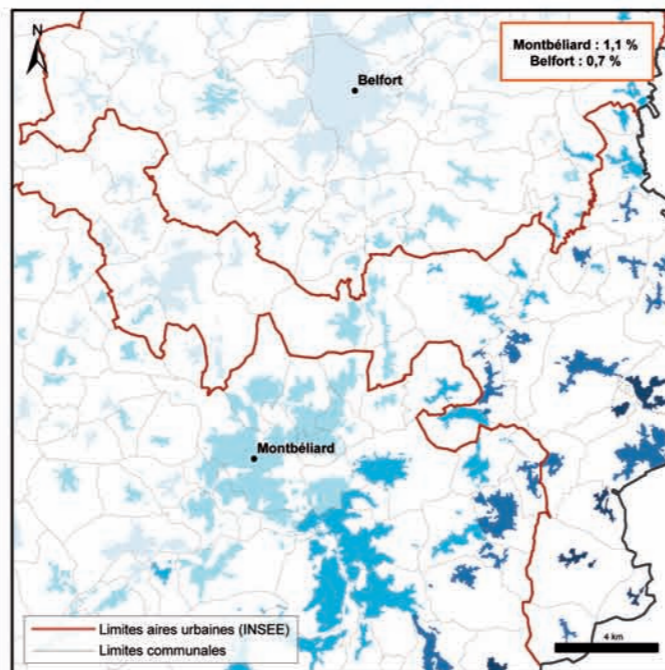 N
Montbéliard : 1,1 %
Belfort : 0,7 %
Belfort
Montbéliard
Limites aires urbaines (INSEE)
Limites communales
4 km